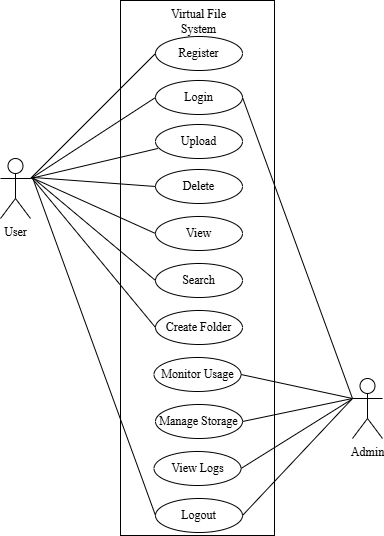 Virtual File
System
Register
Login
Upload
Delete
View
Search
Create Folder
Monitor Usage
Manage Storage
View Logs
Logout
User
Admin